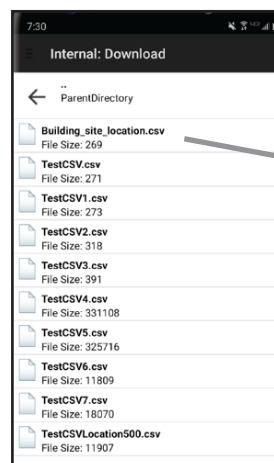 7:30
Internal: Download
..
ParentDirectory
Building_site_location.csv
File Size: 269
TestCSV.csv
File Size: 271
TestCSV1.csv
File Size: 273
TestCSV2.csv
File Size: 318
TestCSV3.csv
File Size: 391
TestCSV4.csv
File Size: 331108
TestCSV5.csv
File Size: 325716
TestCSV6.csv
File Size: 11809
TestCSV7.csv
File Size: 18070
TestCSVLocation500.csv
File Size: 11907